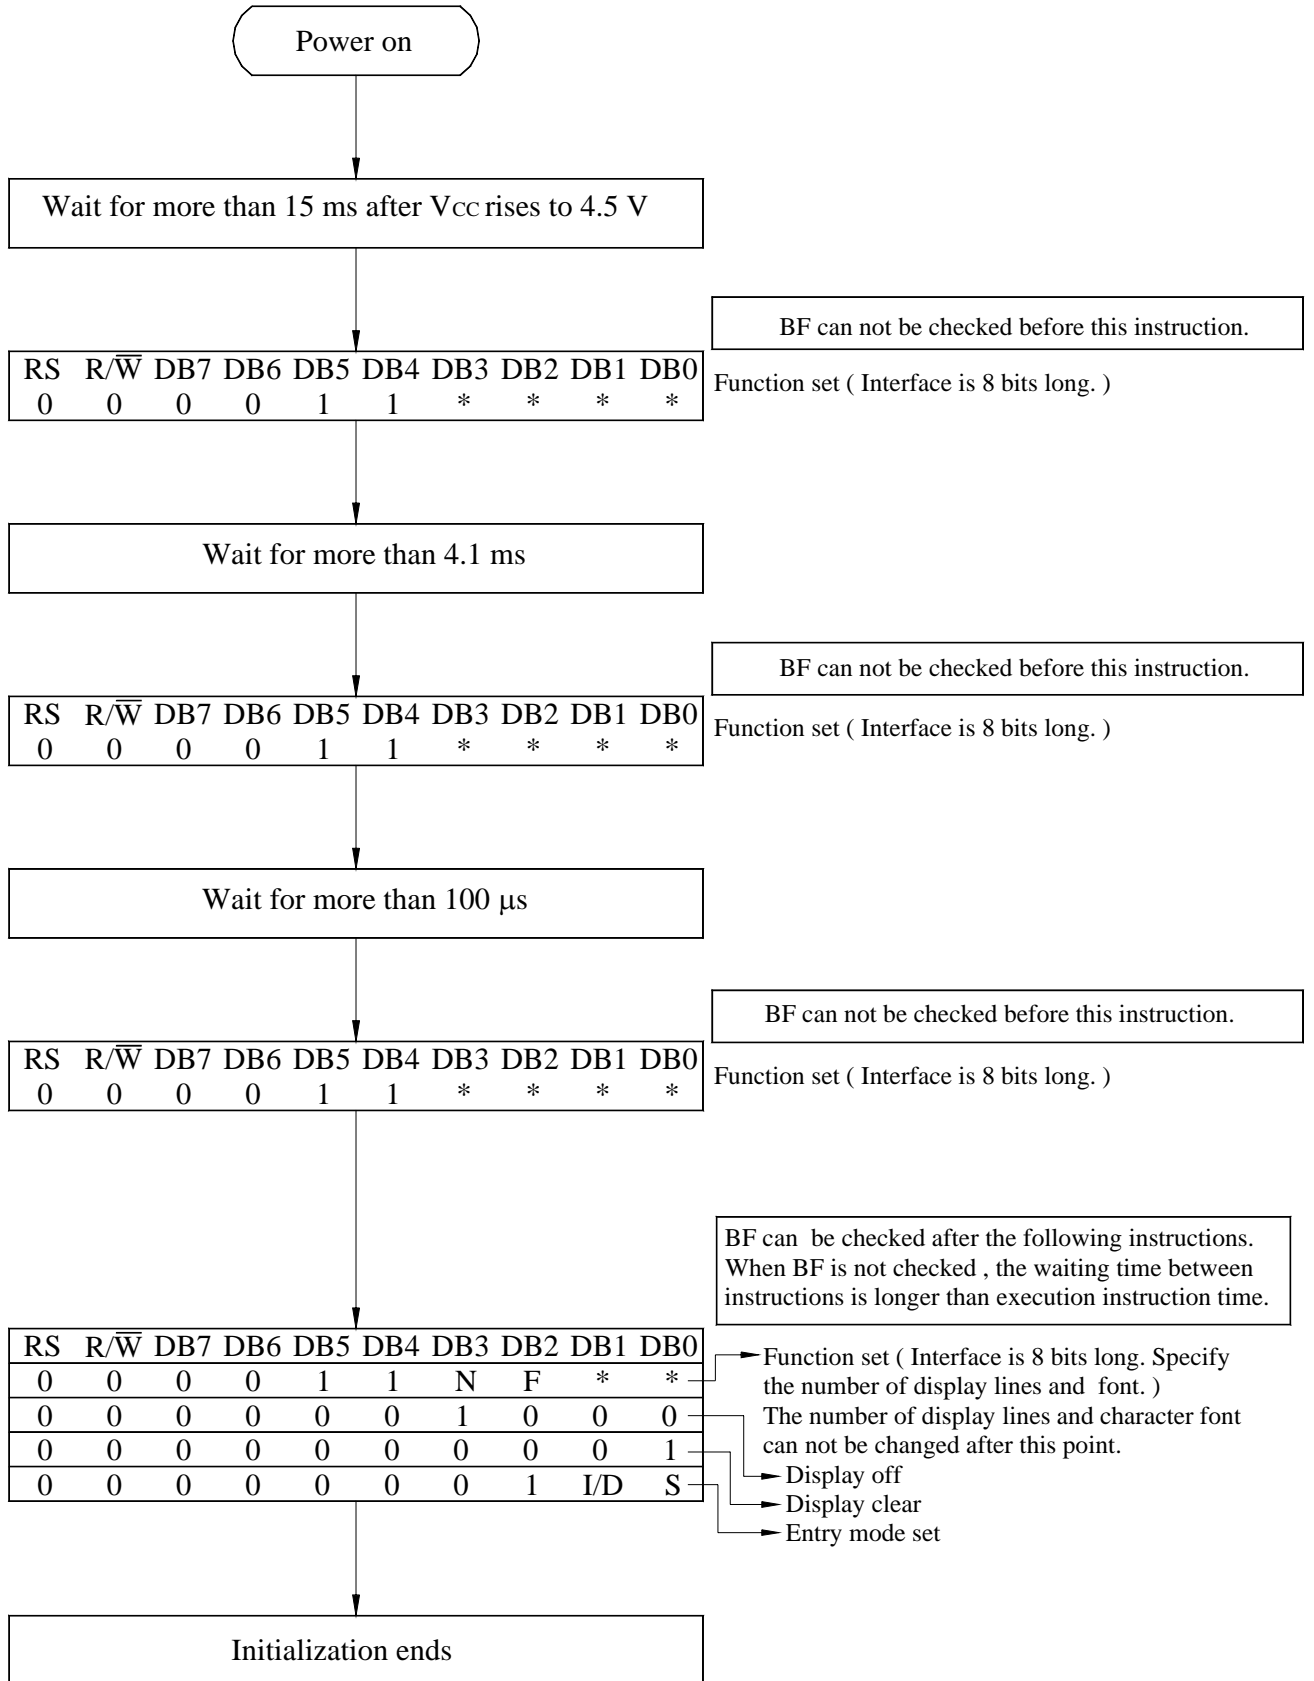 Power on
Wait for more than 15 ms after VCC rises to 4.5 V
BF can not be checked before this instruction.
RS R/W̅ DB7 DB6 DB5 DB4 DB3 DB2 DB1 DB0
0 0 0 0 1 1 * * * *
Function set ( Interface is 8 bits long. )
Wait for more than 4.1 ms
BF can not be checked before this instruction.
RS R/W̅ DB7 DB6 DB5 DB4 DB3 DB2 DB1 DB0
0 0 0 0 1 1 * * * *
Function set ( Interface is 8 bits long. )
Wait for more than 100 µs
BF can not be checked before this instruction.
RS R/W̅ DB7 DB6 DB5 DB4 DB3 DB2 DB1 DB0
0 0 0 0 1 1 * * * *
Function set ( Interface is 8 bits long. )
BF can be checked after the following instructions.
When BF is not checked , the waiting time between
instructions is longer than execution instruction time.
RS R/W̅ DB7 DB6 DB5 DB4 DB3 DB2 DB1 DB0
0 0 0 0 1 1 N F * *
0 0 0 0 0 0 1 0 0 0
0 0 0 0 0 0 0 0 0 1
0 0 0 0 0 0 0 1 I/D S
Function set ( Interface is 8 bits long. Specify
the number of display lines and font. )
The number of display lines and character font
can not be changed after this point.
Display off
Display clear
Entry mode set
Initialization ends